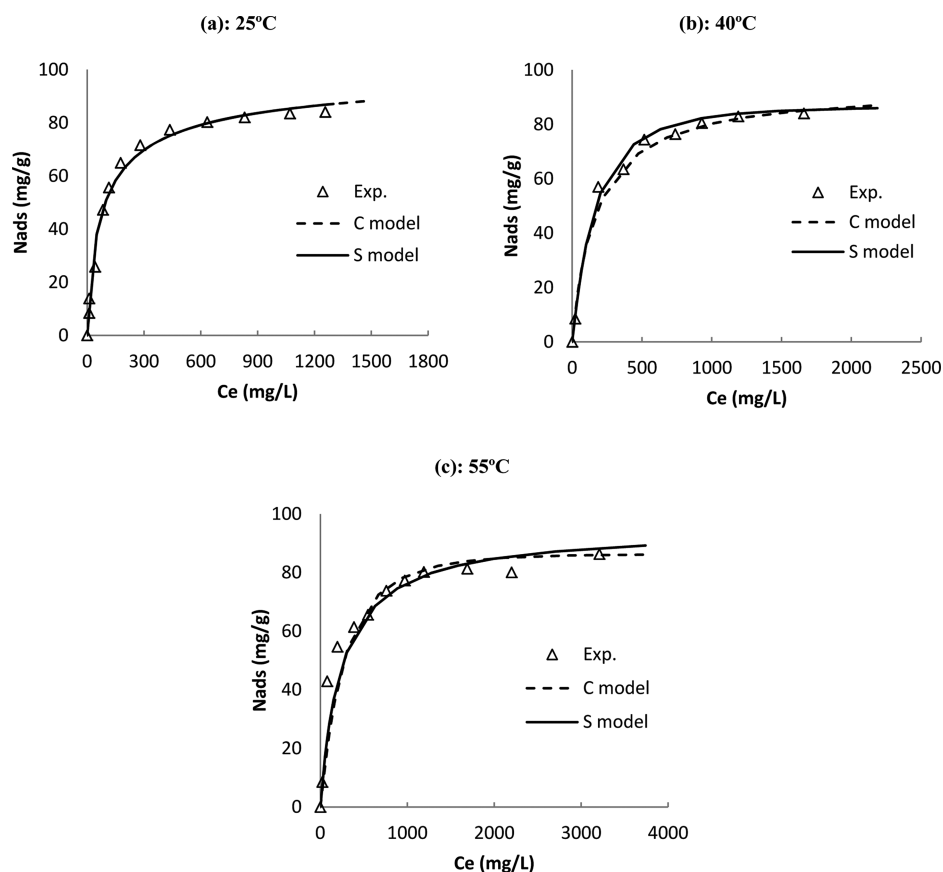 (a): 25ºC
100
80
60
40
20
0
Nads (mg/g)
0 300 600 900 1200 1500 1800
Ce (mg/L)
Exp.
C model
S model
(b): 40ºC
100
80
60
40
20
0
Nads (mg/g)
0 500 1000 1500 2000 2500
Ce (mg/L)
Exp.
C model
S model
(c): 55ºC
100
80
60
40
20
0
Nads (mg/g)
0 1000 2000 3000 4000
Ce (mg/L)
Exp.
C model
S model